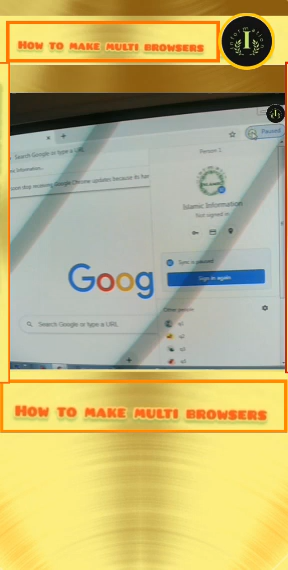 How to make multi browsers
Information
I
Paused
Search Google or type a URL
Person 1
Islamic Information
Not signed in
Sync is paused
Sign in again
Goog
Search Google or type a URL
Other people
How to make multi browsers